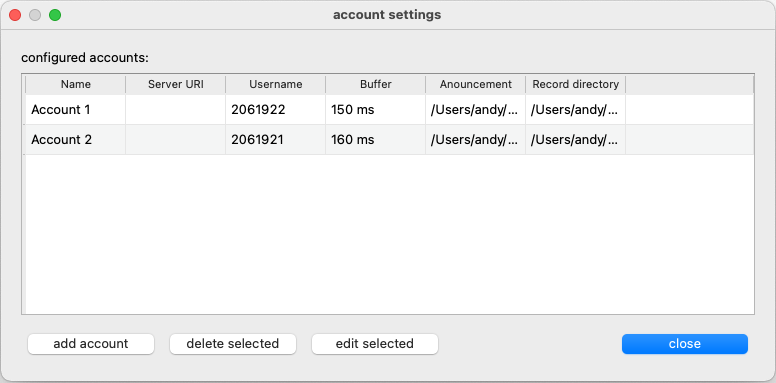 account settings
configured accounts:
Name Server URI Username Buffer Anouncement Record directory
Account 1 2061922 150 ms /Users/andy/... /Users/andy/...
Account 2 2061921 160 ms /Users/andy/... /Users/andy/...
add account delete selected edit selected close